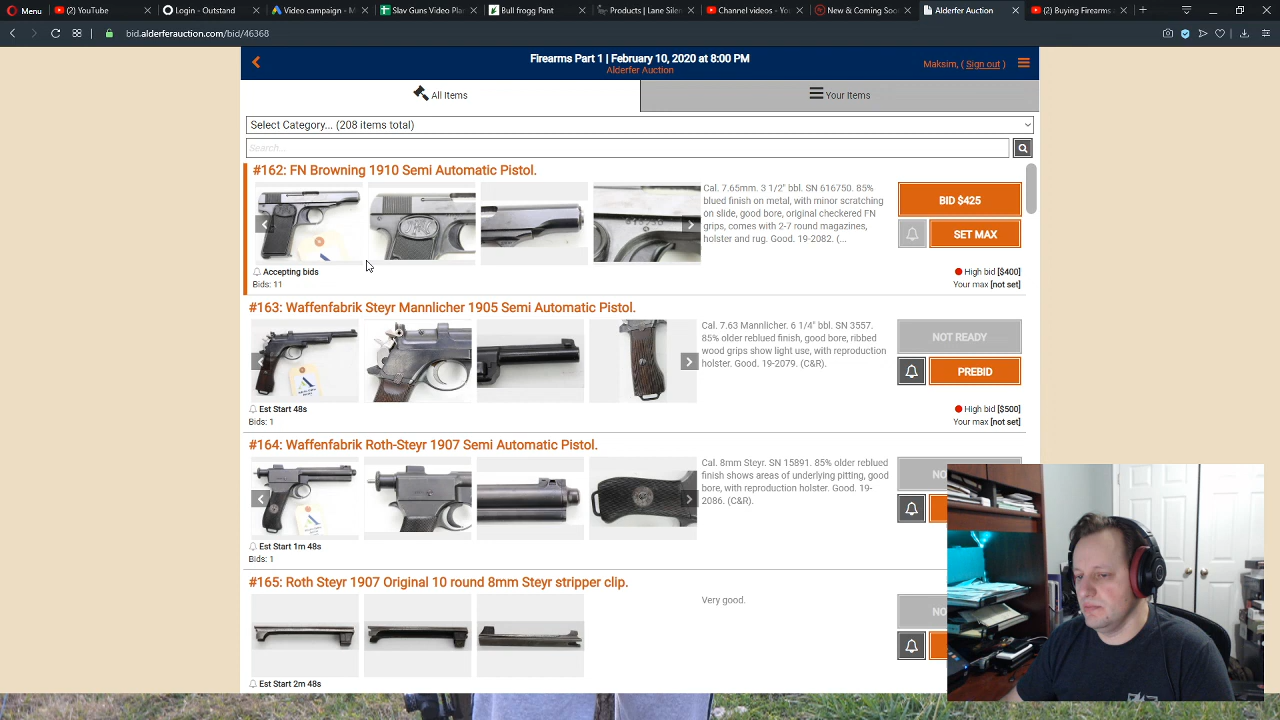 Menu
YouTube
Login - Outstand
Video campaign - M
Slav Guns Video Plan
Bull frogg Pant
Products | Lane Silen
Channel videos - Yo
New & Coming Soo
Alderfer Auction
(2) Buying Firearms
bid.alderferauction.com/bid/46368
Firearms Part 1 | February 10, 2020 at 8:00 PM
Alderfer Auction
Maksim, ( Sign out )
All Items
Your Items
Select Category... (208 items total)
Search...
#162: FN Browning 1910 Semi Automatic Pistol.
Cal. 7.65mm. 3 1/2" bbl. SN 616750. 85%
blued finish on metal, with minor scratching
on slide, good bore, original checkered FN
grips, comes with 2-7 round magazines,
holster and rug. Good. 19-2082. (...
BID $425
SET MAX
Accepting bids
Bids: 11
High bid [$400]
Your max [not set]
#163: Waffenfabrik Steyr Mannlicher 1905 Semi Automatic Pistol.
Cal. 7.63 Mannlicher. 6 1/4" bbl. SN 3557.
85% older reblued finish, good bore, ribbed
wood grips show light use, with reproduction
holster. Good. 19-2079. (C&R).
NOT READY
PREBID
Est Start 48s
Bids: 1
High bid [$500]
Your max [not set]
#164: Waffenfabrik Roth-Steyr 1907 Semi Automatic Pistol.
Cal. 8mm Steyr. SN 15891. 85% older reblued
finish shows areas of underlying pitting, good
bore, with reproduction holster. Good. 19-
2086. (C&R).
NO
Est Start 1m 48s
Bids: 1
#165: Roth Steyr 1907 Original 10 round 8mm Steyr stripper clip.
Very good.
NO
Est Start 2m 48s